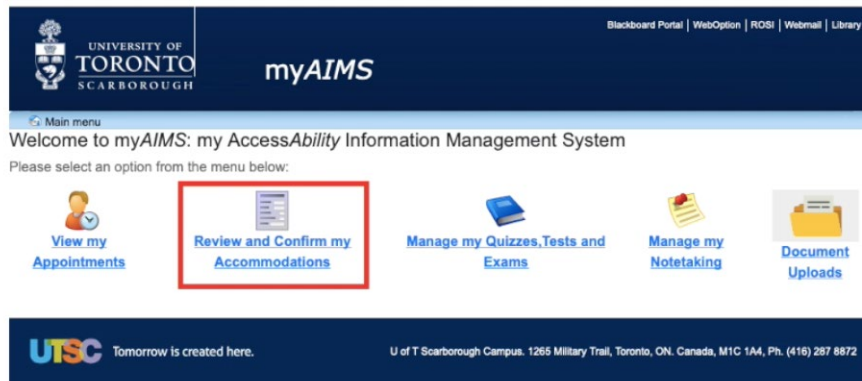 Blackboard Portal | WebOption | ROSI | Webmail | Library
UNIVERSITY OF
TORONTO
SCARBOROUGH
myAIMS
Main menu
Welcome to myAIMS: my AccessAbility Information Management System
Please select an option from the menu below:
View my
Appointments
Review and Confirm my
Accommodations
Manage my Quizzes,Tests and
Exams
Manage my
Notetaking
Document
Uploads
UTSC
Tomorrow is created here.
U of T Scarborough Campus. 1265 Military Trail, Toronto, ON. Canada, M1C 1A4, Ph. (416) 287 8872